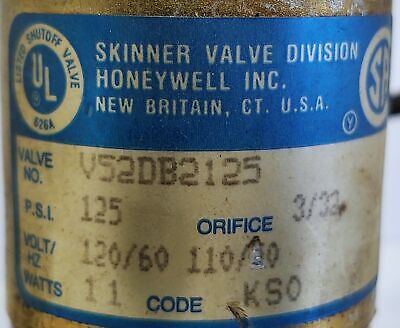 LISTED SHUTOFF VALVE
UL
626A
SKINNER VALVE DIVISION
HONEYWELL INC.
NEW BRITAIN, CT. U.S.A.
SA
Y
VALVE NO. V52DB2125
P.S.I. 125 ORIFICE 3/32
VOLT/HZ 120/60 110/
WATTS 11 CODE KSO